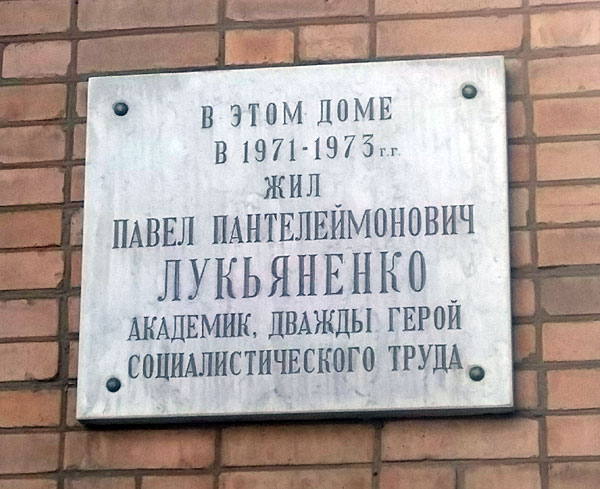 В ЭТОМ ДОМЕ
В 1971-1973 г.г.
ЖИЛ
ПАВЕЛ ПАНТЕЛЕЙМОНОВИЧ
ЛУКЬЯНЕНКО
АКАДЕМИК, ДВАЖДЫ ГЕРОЙ
СОЦИАЛИСТИЧЕСКОГО ТРУДА